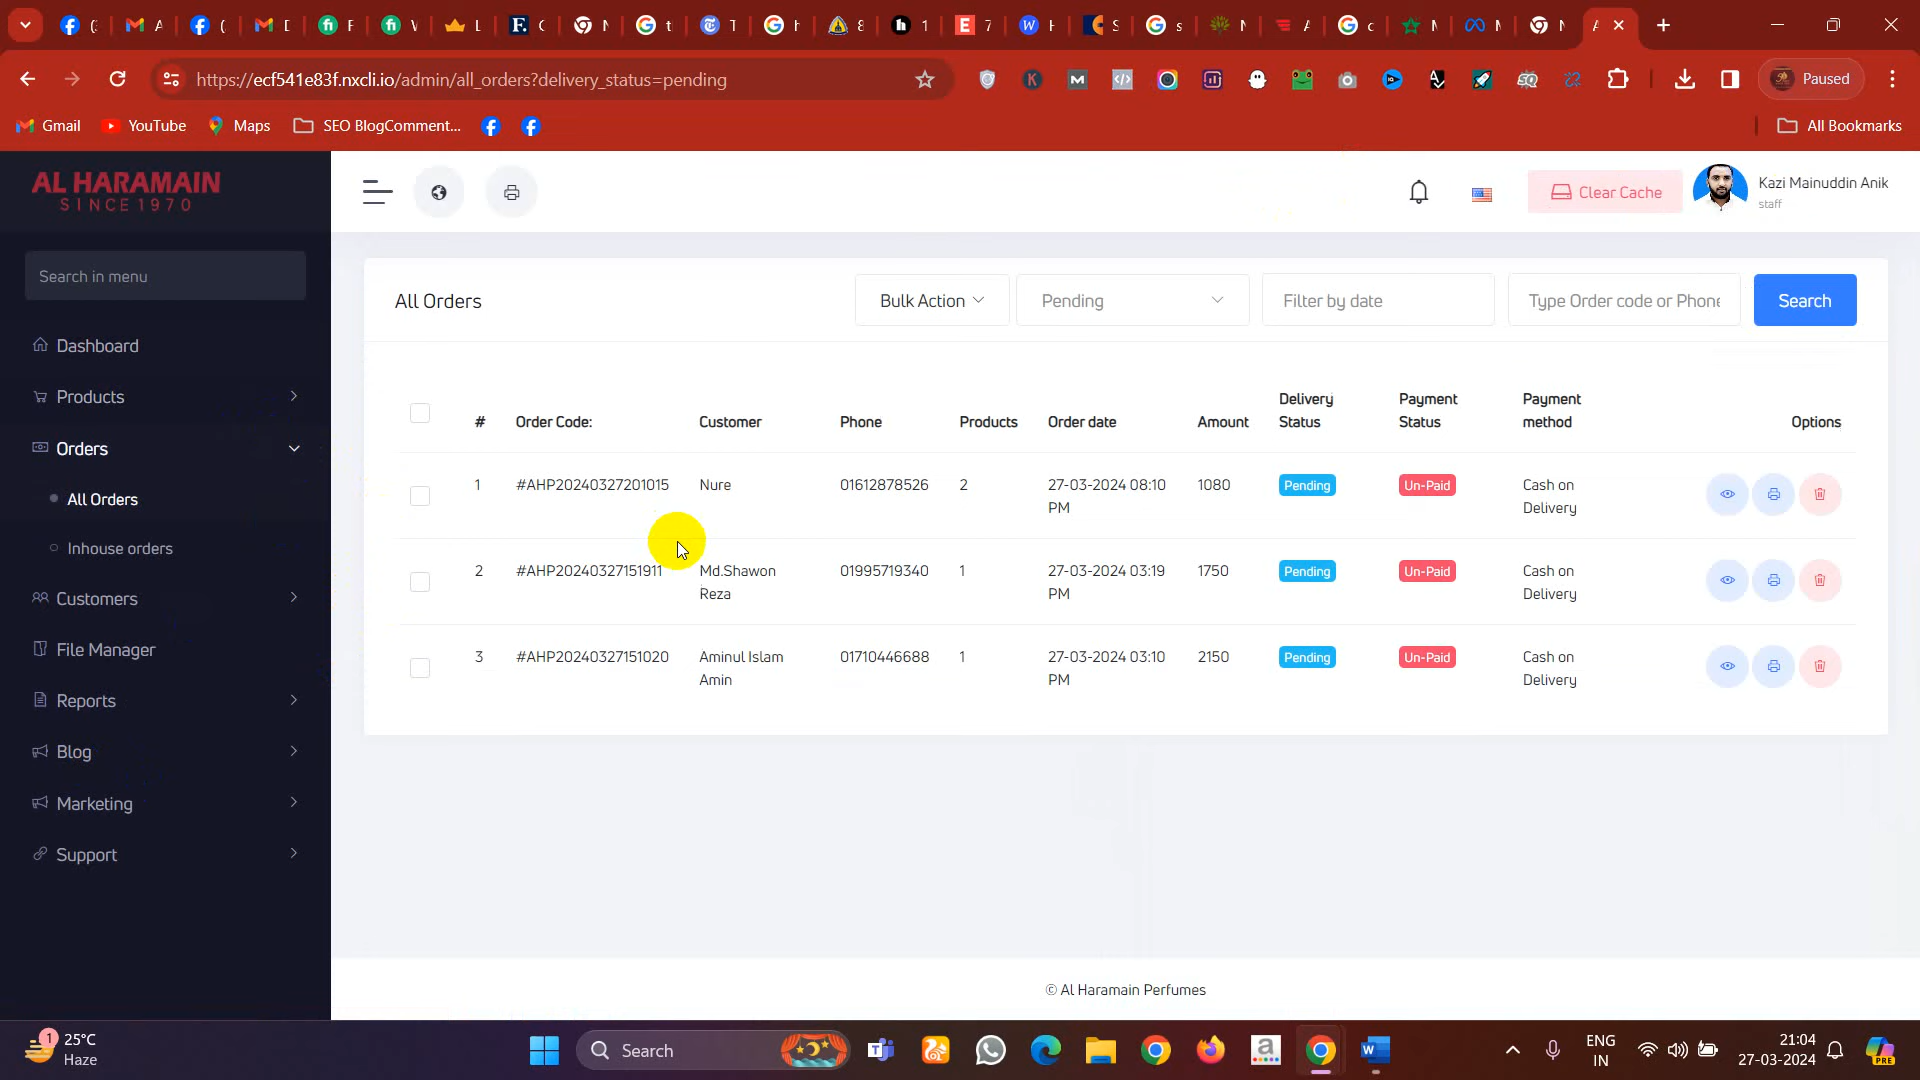 https://ecf541e83f.nxcli.io/admin/all_orders?delivery_status=pending
Paused
Gmail
YouTube
Maps
SEO BlogComment...
All Bookmarks
AL HARAMAIN
SINCE 1970
Clear Cache
Kazi Mainuddin Anik
staff
Search in menu
Dashboard
Products
Orders
All Orders
Inhouse orders
Customers
File Manager
Reports
Blog
Marketing
Support
All Orders
Bulk Action
Pending
Filter by date
Type Order code or Phone
Search
# Order Code: Customer Phone Products Order date Amount Delivery Status Payment Status Payment method Options
1 #AHP20240327201015 Nure 01612878526 2 27-03-2024 08:10 PM 1080 Pending Un-Paid Cash on Delivery
2 #AHP20240327151911 Md.Shawon Reza 01995719340 1 27-03-2024 03:19 PM 1750 Pending Un-Paid Cash on Delivery
3 #AHP20240327151020 Aminul Islam Amin 01710446688 1 27-03-2024 03:10 PM 2150 Pending Un-Paid Cash on Delivery
© Al Haramain Perfumes
1
25°C
Haze
Search
ENG
IN
21:04
27-03-2024